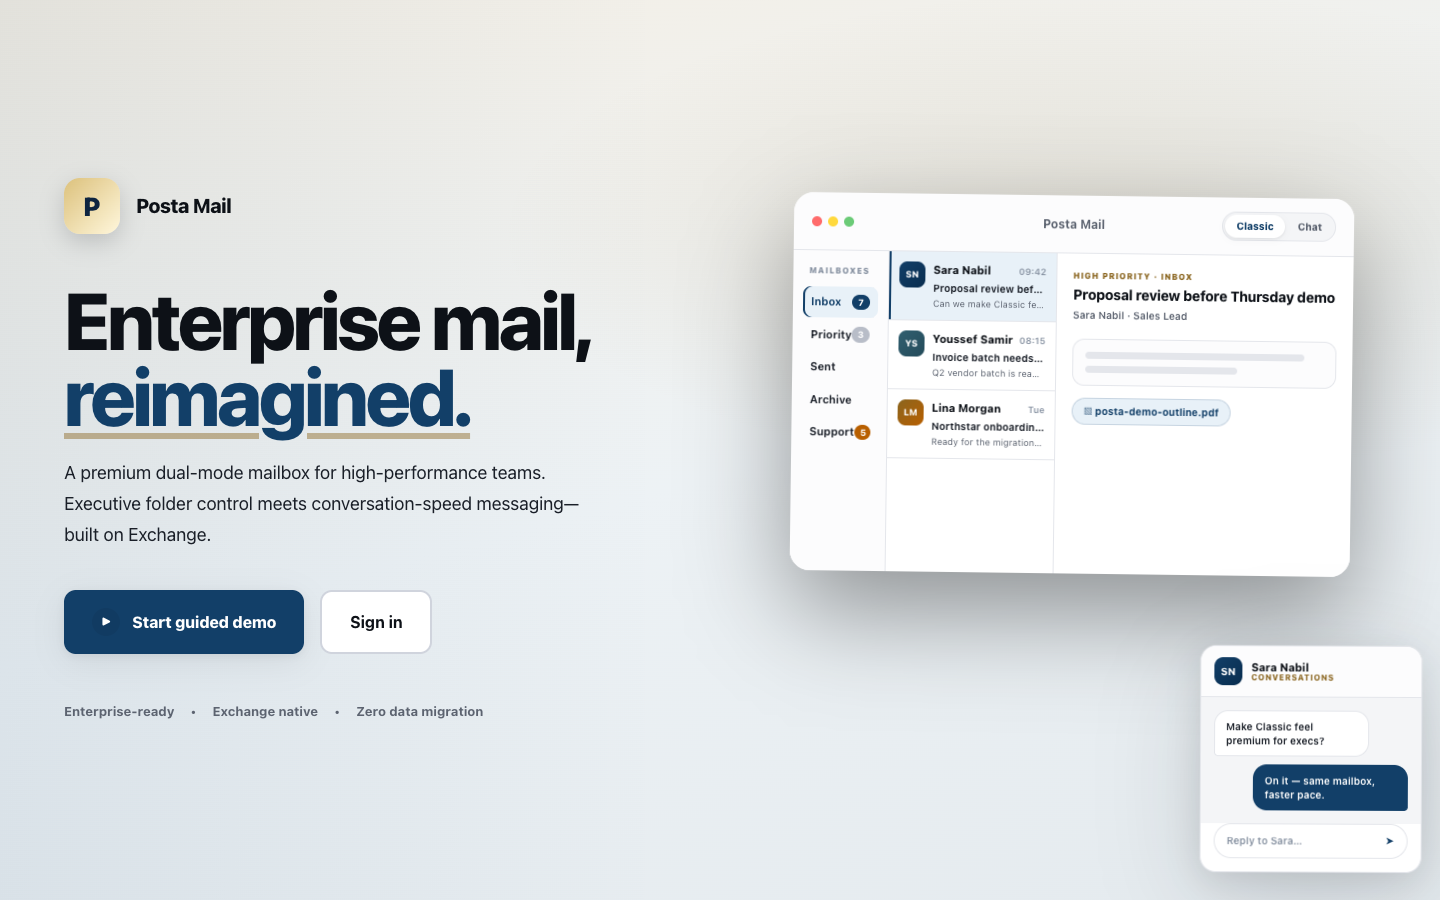 P
Posta Mail
Enterprise mail,
reimagined.
A premium dual-mode mailbox for high-performance teams.
Executive folder control meets conversation-speed messaging—
built on Exchange.
Start guided demo
Sign in
Enterprise-ready • Exchange native • Zero data migration
Posta Mail
Classic
Chat
MAILBOXES
Inbox 7
Priority 3
Sent
Archive
Support 5
SN
Sara Nabil 09:42
Proposal review bef...
Can we make Classic fe...
YS
Youssef Samir 08:15
Invoice batch needs...
Q2 vendor batch is rea...
LM
Lina Morgan Tue
Northstar onboardin...
Ready for the migration...
HIGH PRIORITY · INBOX
Proposal review before Thursday demo
Sara Nabil · Sales Lead
posta-demo-outline.pdf
SN
Sara Nabil
CONVERSATIONS
Make Classic feel
premium for execs?
On it — same mailbox,
faster pace.
Reply to Sara...